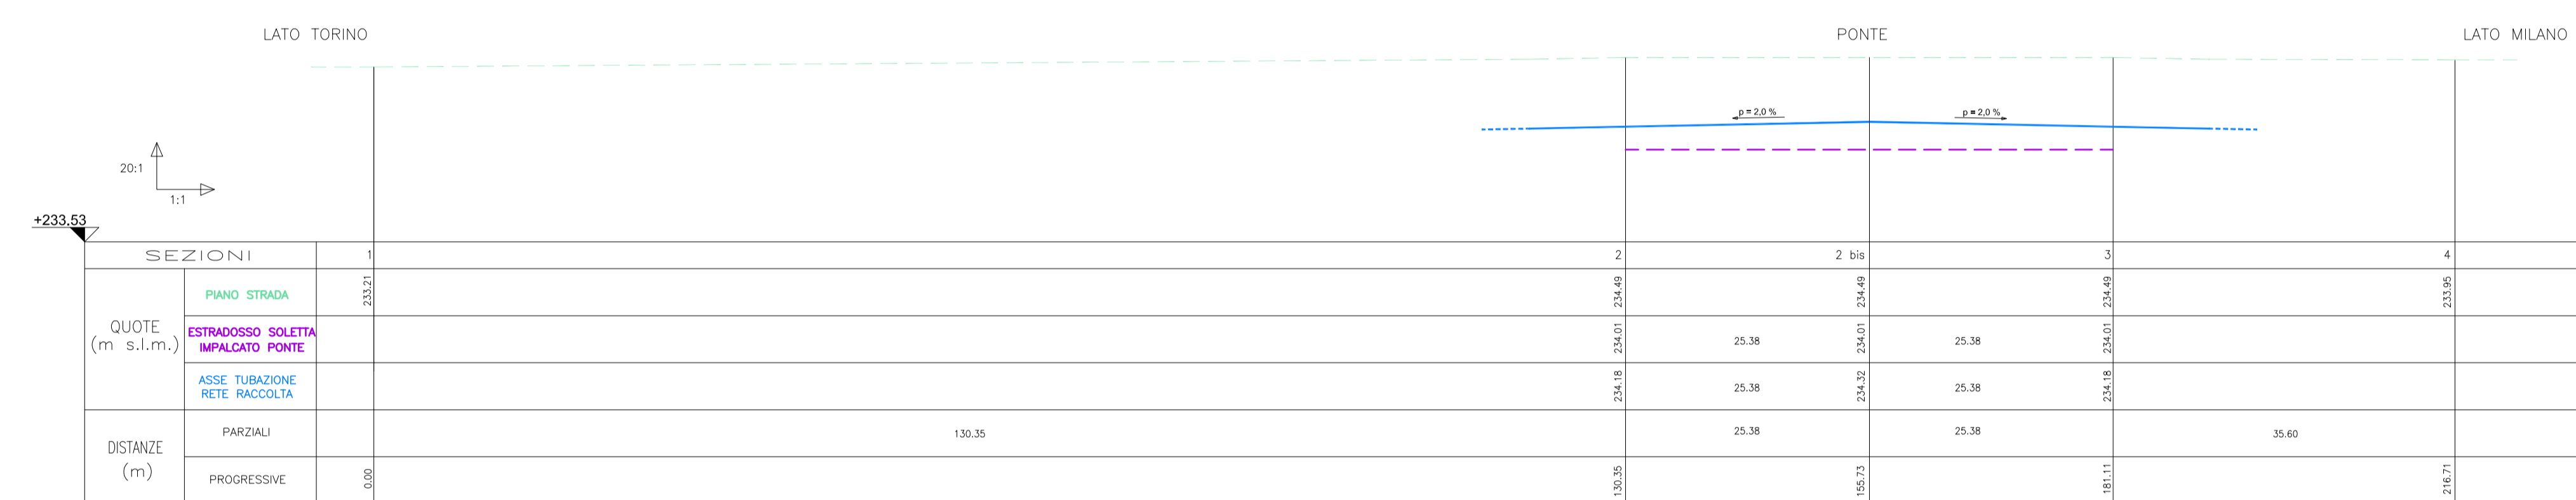 LATO TORINO
PONTE
LATO MILANO
p = 2,0 %
p = 2,0 %
20:1
1:1
+233.53
SEZIONI 1 2 2 bis 3 4
QUOTE
(m s.l.m.)
PIANO STRADA 233.21 234.49 234.49 234.49 233.95
ESTRADOSSO SOLETTA
IMPALCATO PONTE
234.01 25.38 234.01 25.38 234.01
ASSE TUBAZIONE
RETE RACCOLTA
234.18 25.38 234.32 25.38 234.18
DISTANZE
(m)
PARZIALI 130.35 25.38 25.38 35.60
PROGRESSIVE 0.00 130.35 155.73 181.11 216.71